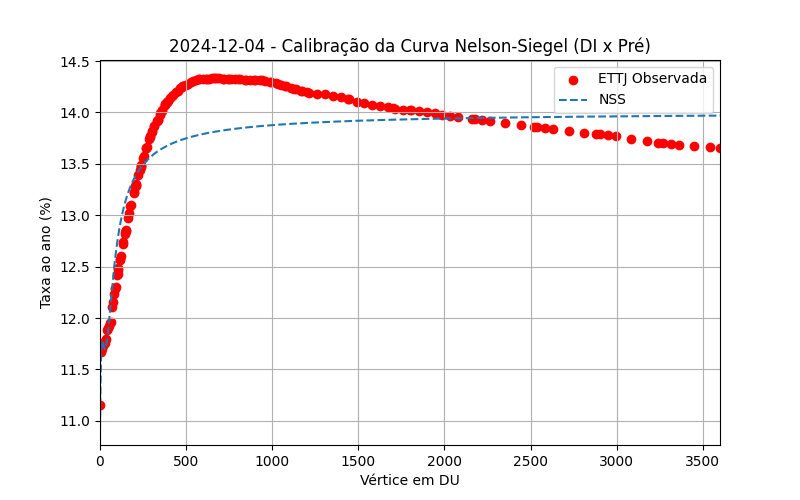 2024-12-04 - Calibração da Curva Nelson-Siegel (DI x Pré)
14.5
14.0
13.5
13.0
12.5
12.0
11.5
11.0
Taxa ao ano (%)
ETTJ Observada
NSS
0 500 1000 1500 2000 2500 3000 3500
Vértice em DU